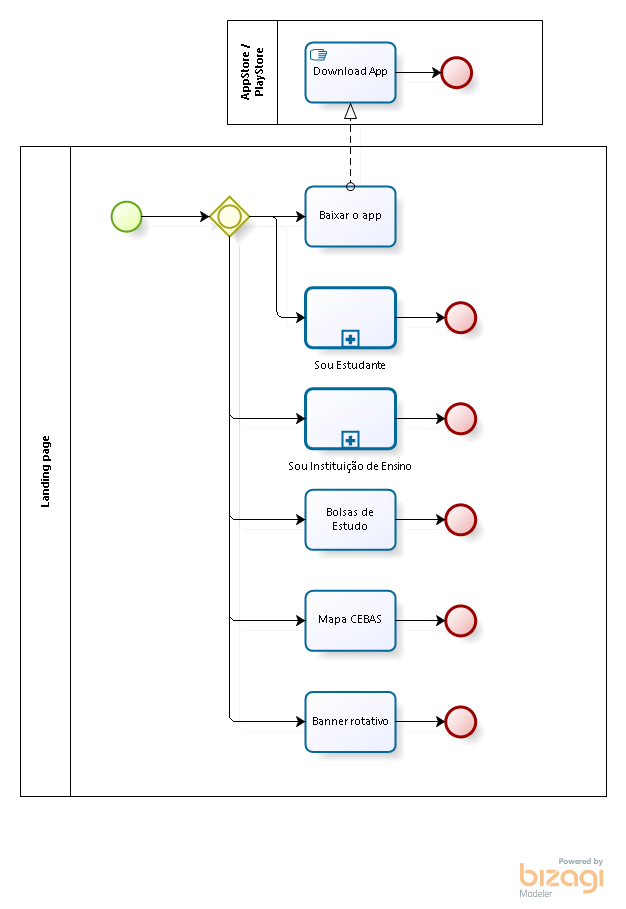 AppStore /
PlayStore
Download App
Landing page
Baixar o app
Sou Estudante
Sou Instituição de Ensino
Bolsas de
Estudo
Mapa CEBAS
Banner rotativo
Powered by
bizagi
Modeler